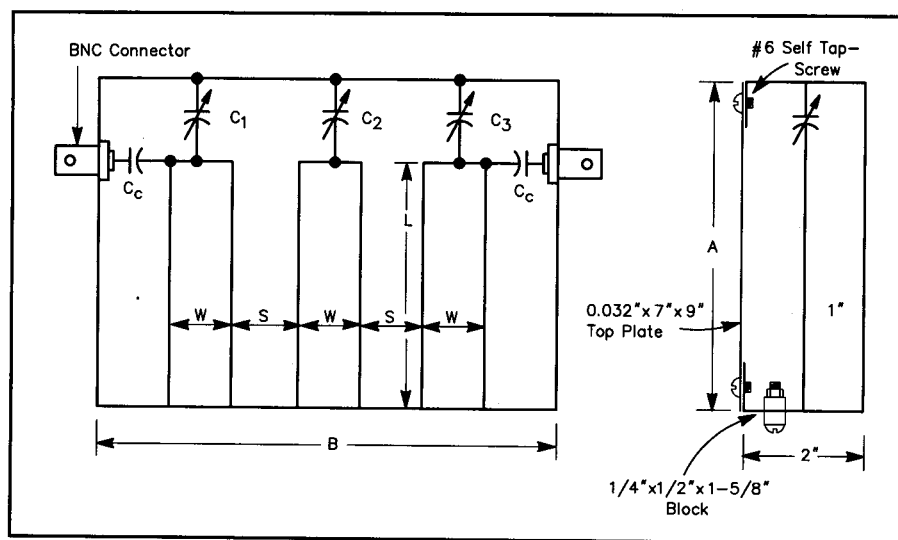 BNC Connector
#6 Self Tap-
Screw
C1
C2
C3
Cc
Cc
L
A
W
S
W
S
W
0.032"x7"x9"
Top Plate
1"
B
2"
1/4"x1/2"x1-5/8"
Block